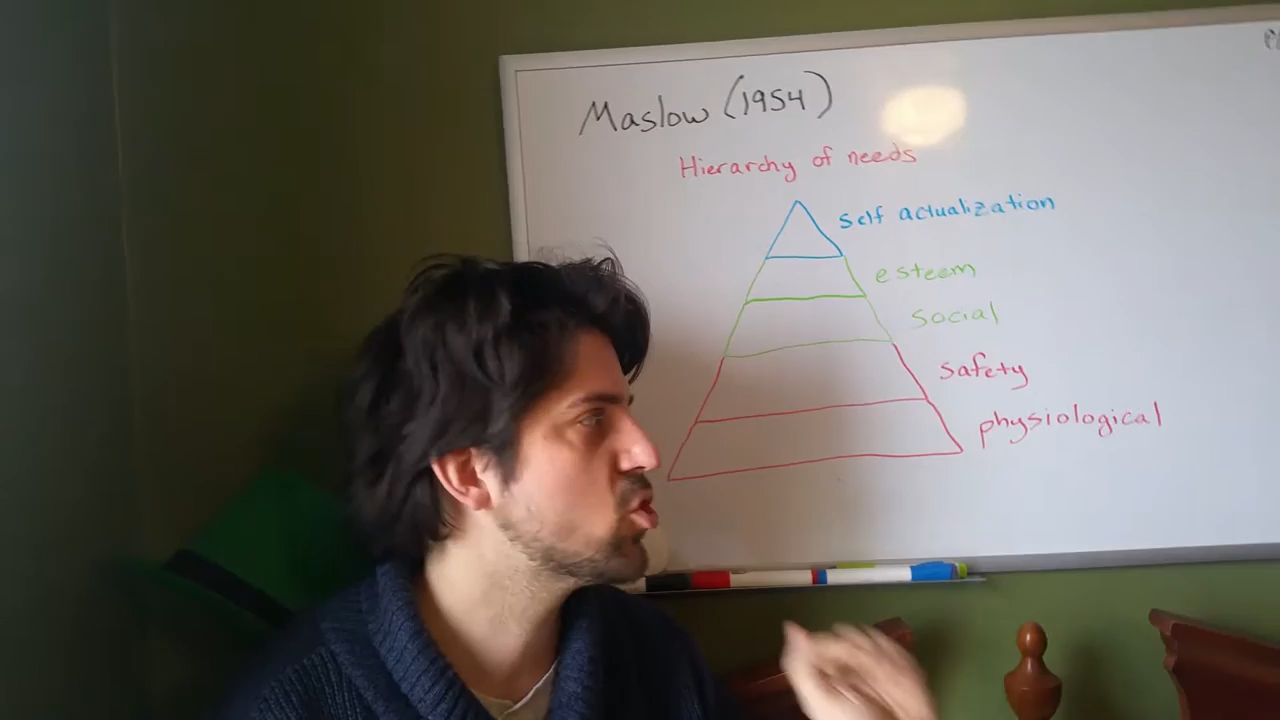 Maslow (1954)
Hierarchy of needs
self actualization
esteem
social
safety
physiological